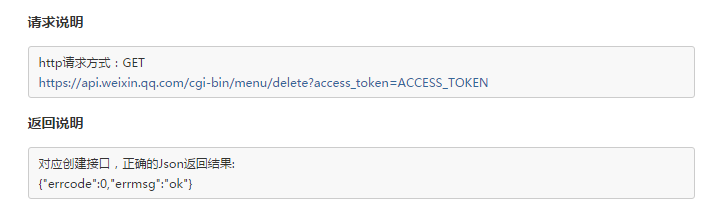 请求说明
http请求方式：GET
https://api.weixin.qq.com/cgi-bin/menu/delete?access_token=ACCESS_TOKEN
返回说明
对应创建接口，正确的Json返回结果:
{"errcode":0,"errmsg":"ok"}